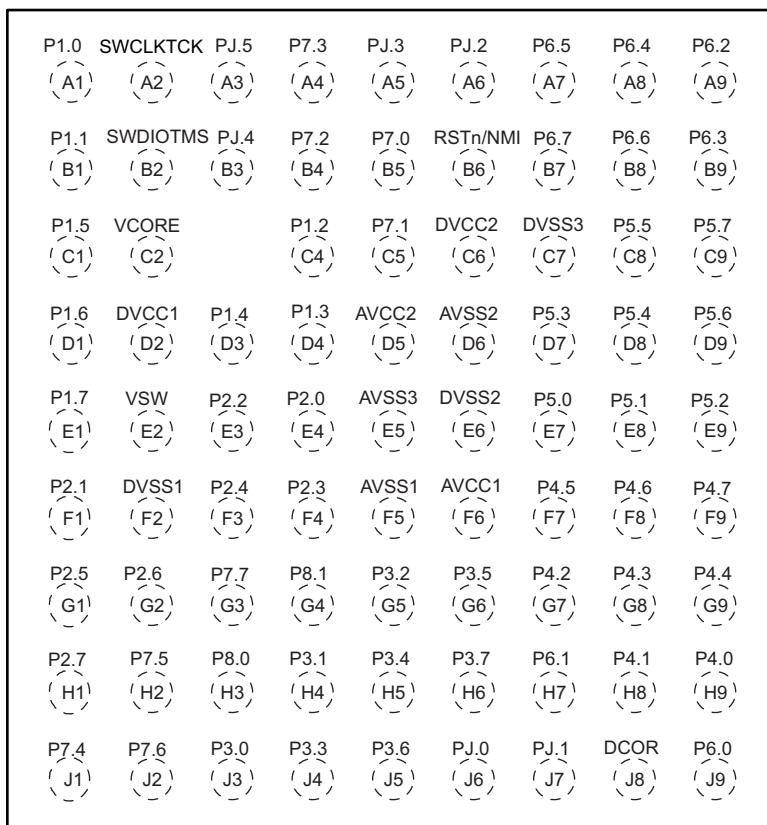 P1.0 SWCLKTCK PJ.5 P7.3 PJ.3 PJ.2 P6.5 P6.4 P6.2
A1 A2 A3 A4 A5 A6 A7 A8 A9
P1.1 SWDIOTMS PJ.4 P7.2 P7.0 RSTn/NMI P6.7 P6.6 P6.3
B1 B2 B3 B4 B5 B6 B7 B8 B9
P1.5 VCORE P1.2 P7.1 DVCC2 DVSS3 P5.5 P5.7
C1 C2 C4 C5 C6 C7 C8 C9
P1.6 DVCC1 P1.4 P1.3 AVCC2 AVSS2 P5.3 P5.4 P5.6
D1 D2 D3 D4 D5 D6 D7 D8 D9
P1.7 VSW P2.2 P2.0 AVSS3 DVSS2 P5.0 P5.1 P5.2
E1 E2 E3 E4 E5 E6 E7 E8 E9
P2.1 DVSS1 P2.4 P2.3 AVSS1 AVCC1 P4.5 P4.6 P4.7
F1 F2 F3 F4 F5 F6 F7 F8 F9
P2.5 P2.6 P7.7 P8.1 P3.2 P3.5 P4.2 P4.3 P4.4
G1 G2 G3 G4 G5 G6 G7 G8 G9
P2.7 P7.5 P8.0 P3.1 P3.4 P3.7 P6.1 P4.1 P4.0
H1 H2 H3 H4 H5 H6 H7 H8 H9
P7.4 P7.6 P3.0 P3.3 P3.6 PJ.0 PJ.1 DCOR P6.0
J1 J2 J3 J4 J5 J6 J7 J8 J9